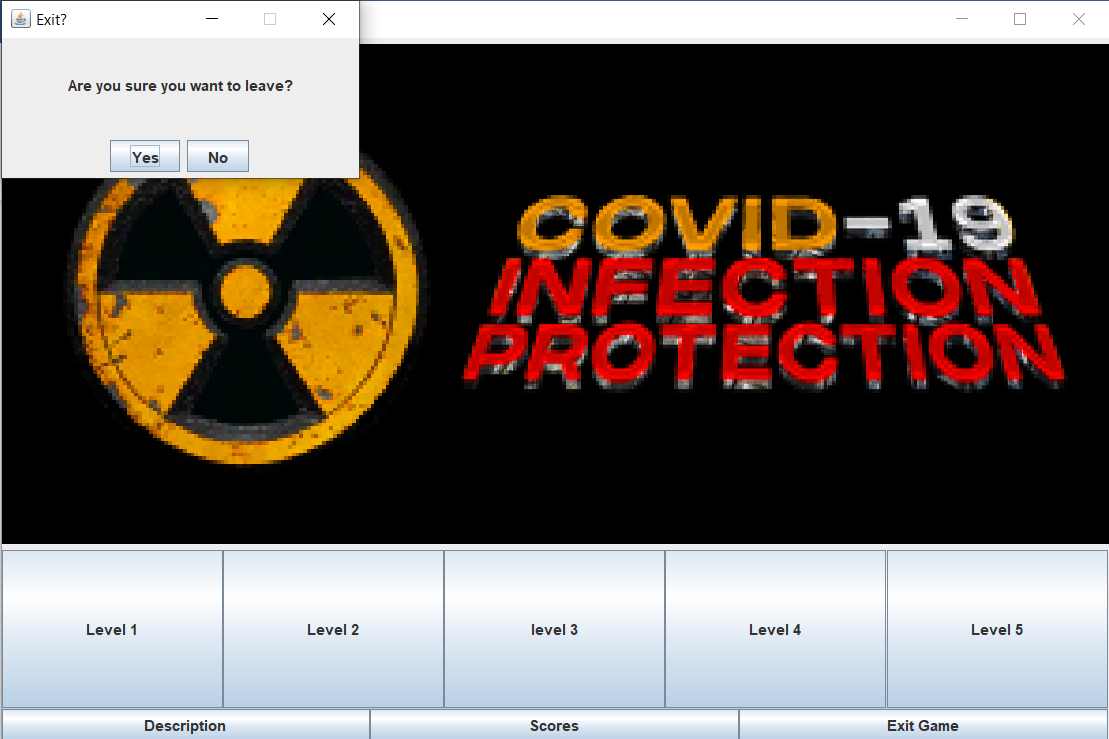 Exit?
Are you sure you want to leave?
Yes No
COVID-19
INFECTION
PROTECTION
Level 1 Level 2 level 3 Level 4 Level 5
Description Scores Exit Game